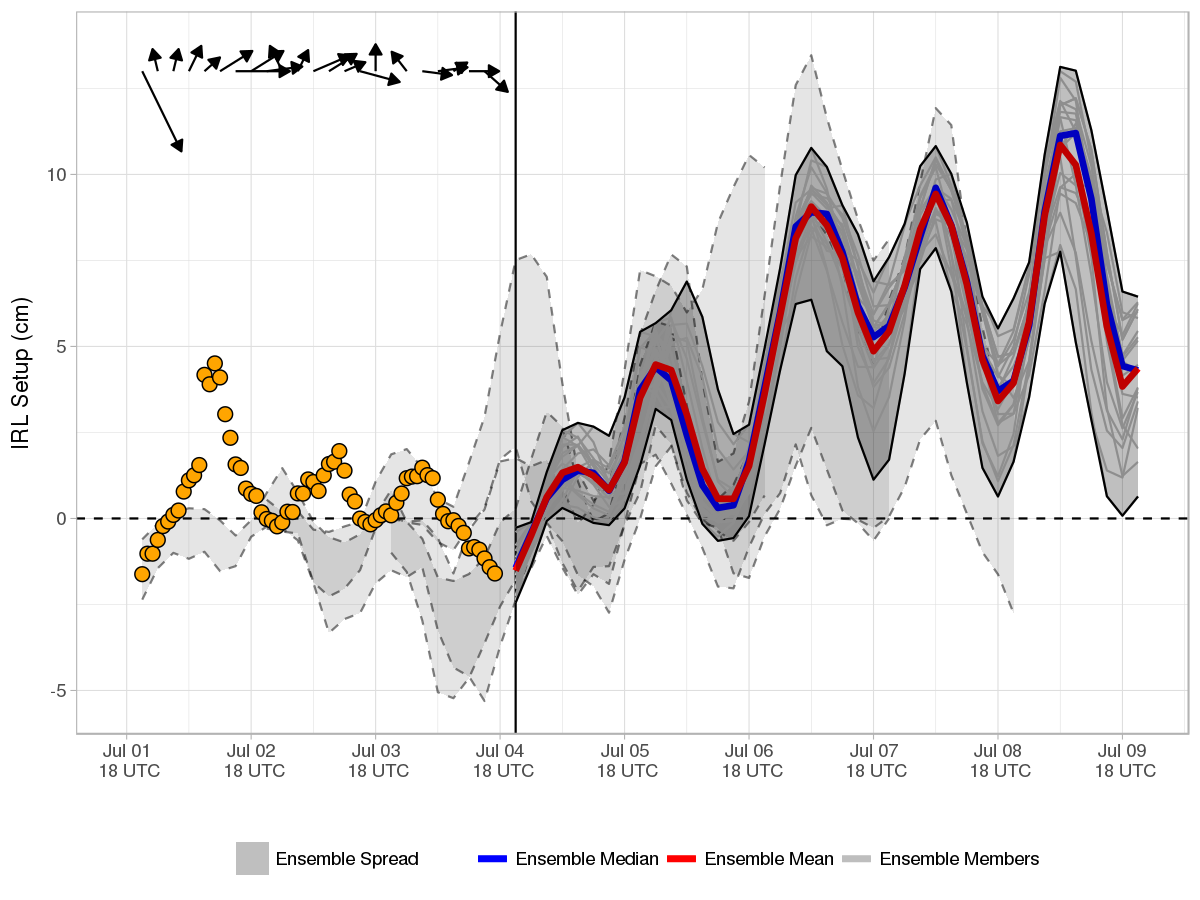 IRL Setup (cm)
10
5
0
-5
Jul 01 Jul 02 Jul 03 Jul 04 Jul 05 Jul 06 Jul 07 Jul 08 Jul 09
18 UTC 18 UTC 18 UTC 18 UTC 18 UTC 18 UTC 18 UTC 18 UTC 18 UTC
Ensemble Spread Ensemble Median Ensemble Mean Ensemble Members